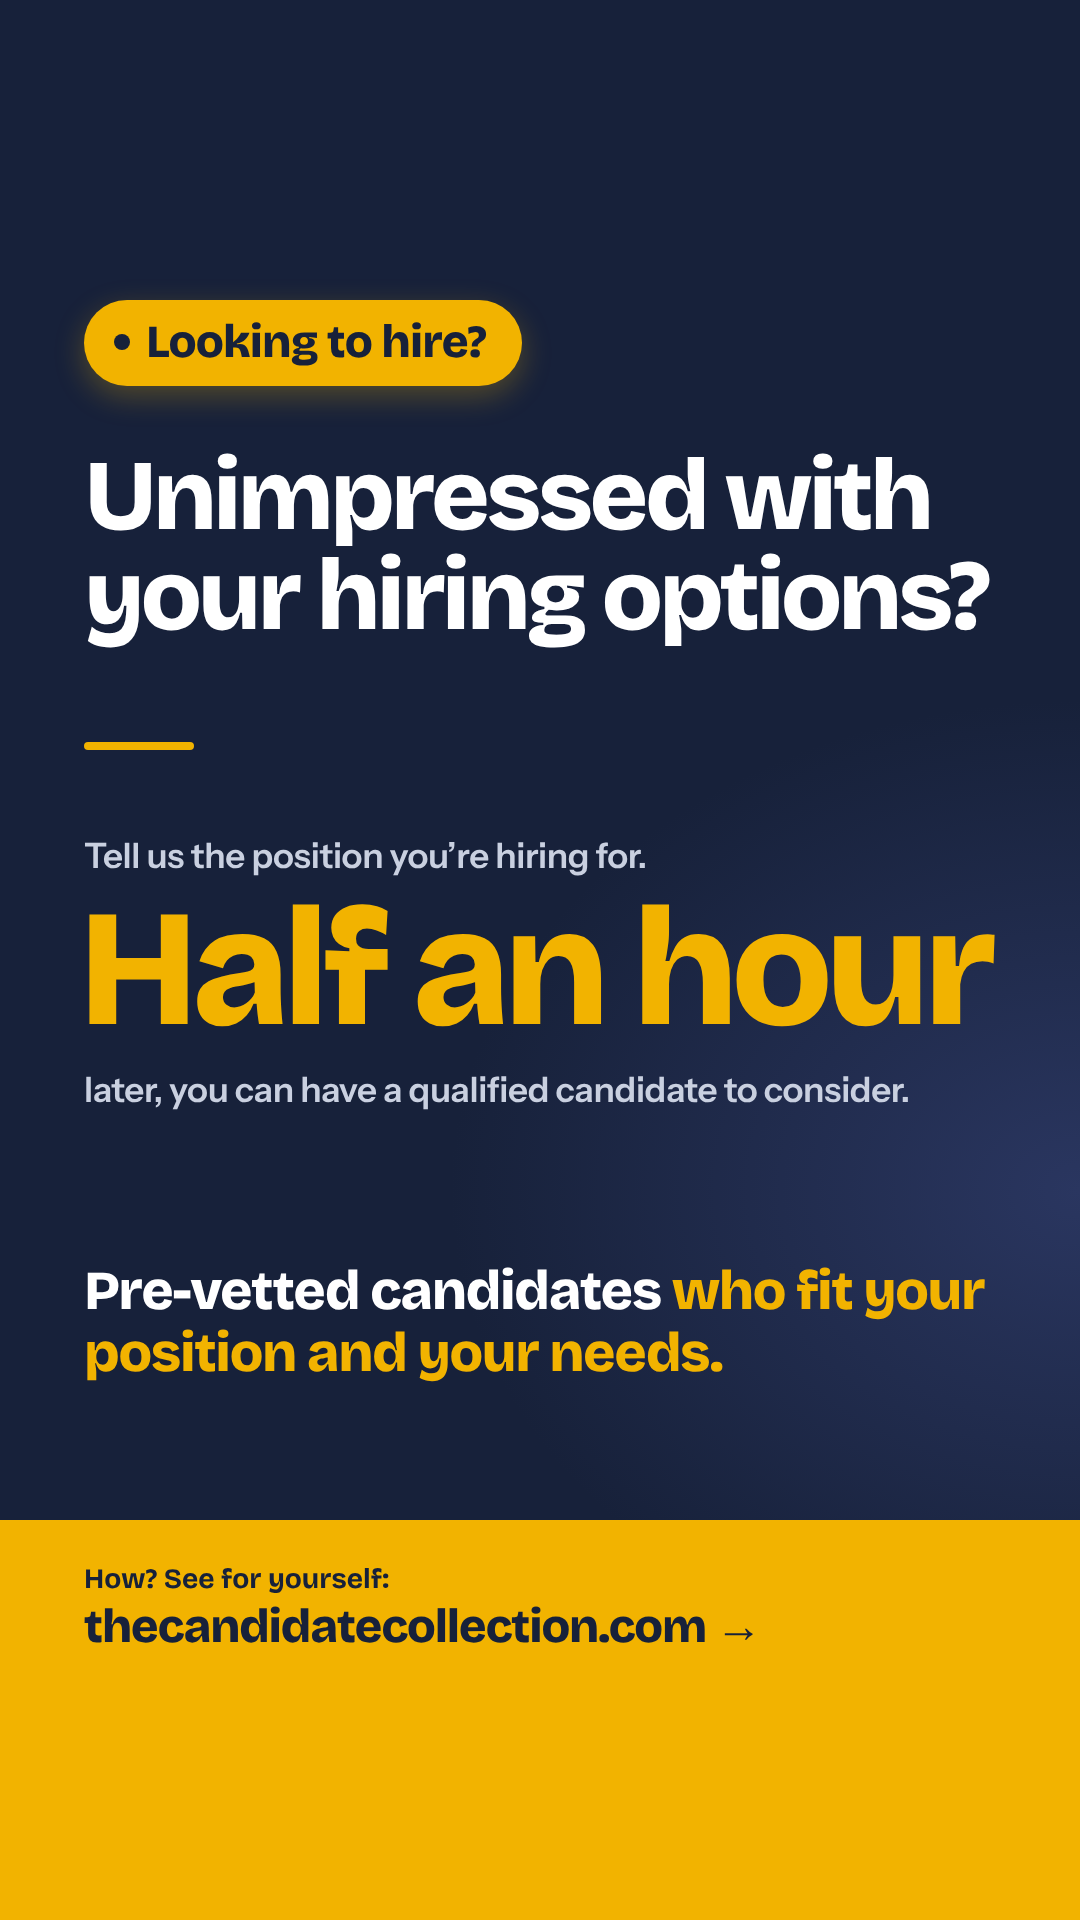 • Looking to hire?
Unimpressed with
your hiring options?
Tell us the position you’re hiring for.
Half an hour
later, you can have a qualified candidate to consider.
Pre-vetted candidates who fit your
position and your needs.
How? See for yourself:
thecandidatecollection.com →